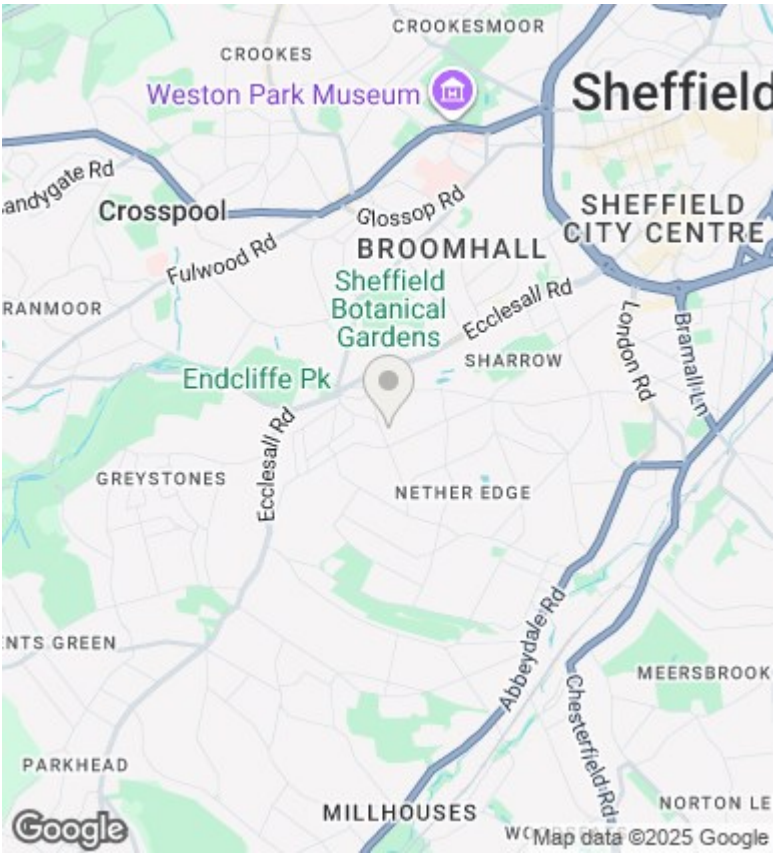 CROOKESMOOR
CROOKES
Weston Park Museum
Sheffield
andygate Rd
Crosspool
Glossop Rd
SHEFFIELD
CITY CENTRE
BROOMHALL
Fulwood Rd
Sheffield
Botanical
Gardens
RANMOOR
Ecclesall Rd
London Rd
Bramall Ln
SHARROW
Endcliffe Pk
Ecclesall Rd
GREYSTONES
NETHER EDGE
Abbeydale Rd
ENTS GREEN
MEERSBROOK
Chesterfield Rd
PARKHEAD
MILLHOUSES
NORTON LE
Google
Map data ©2025 Google